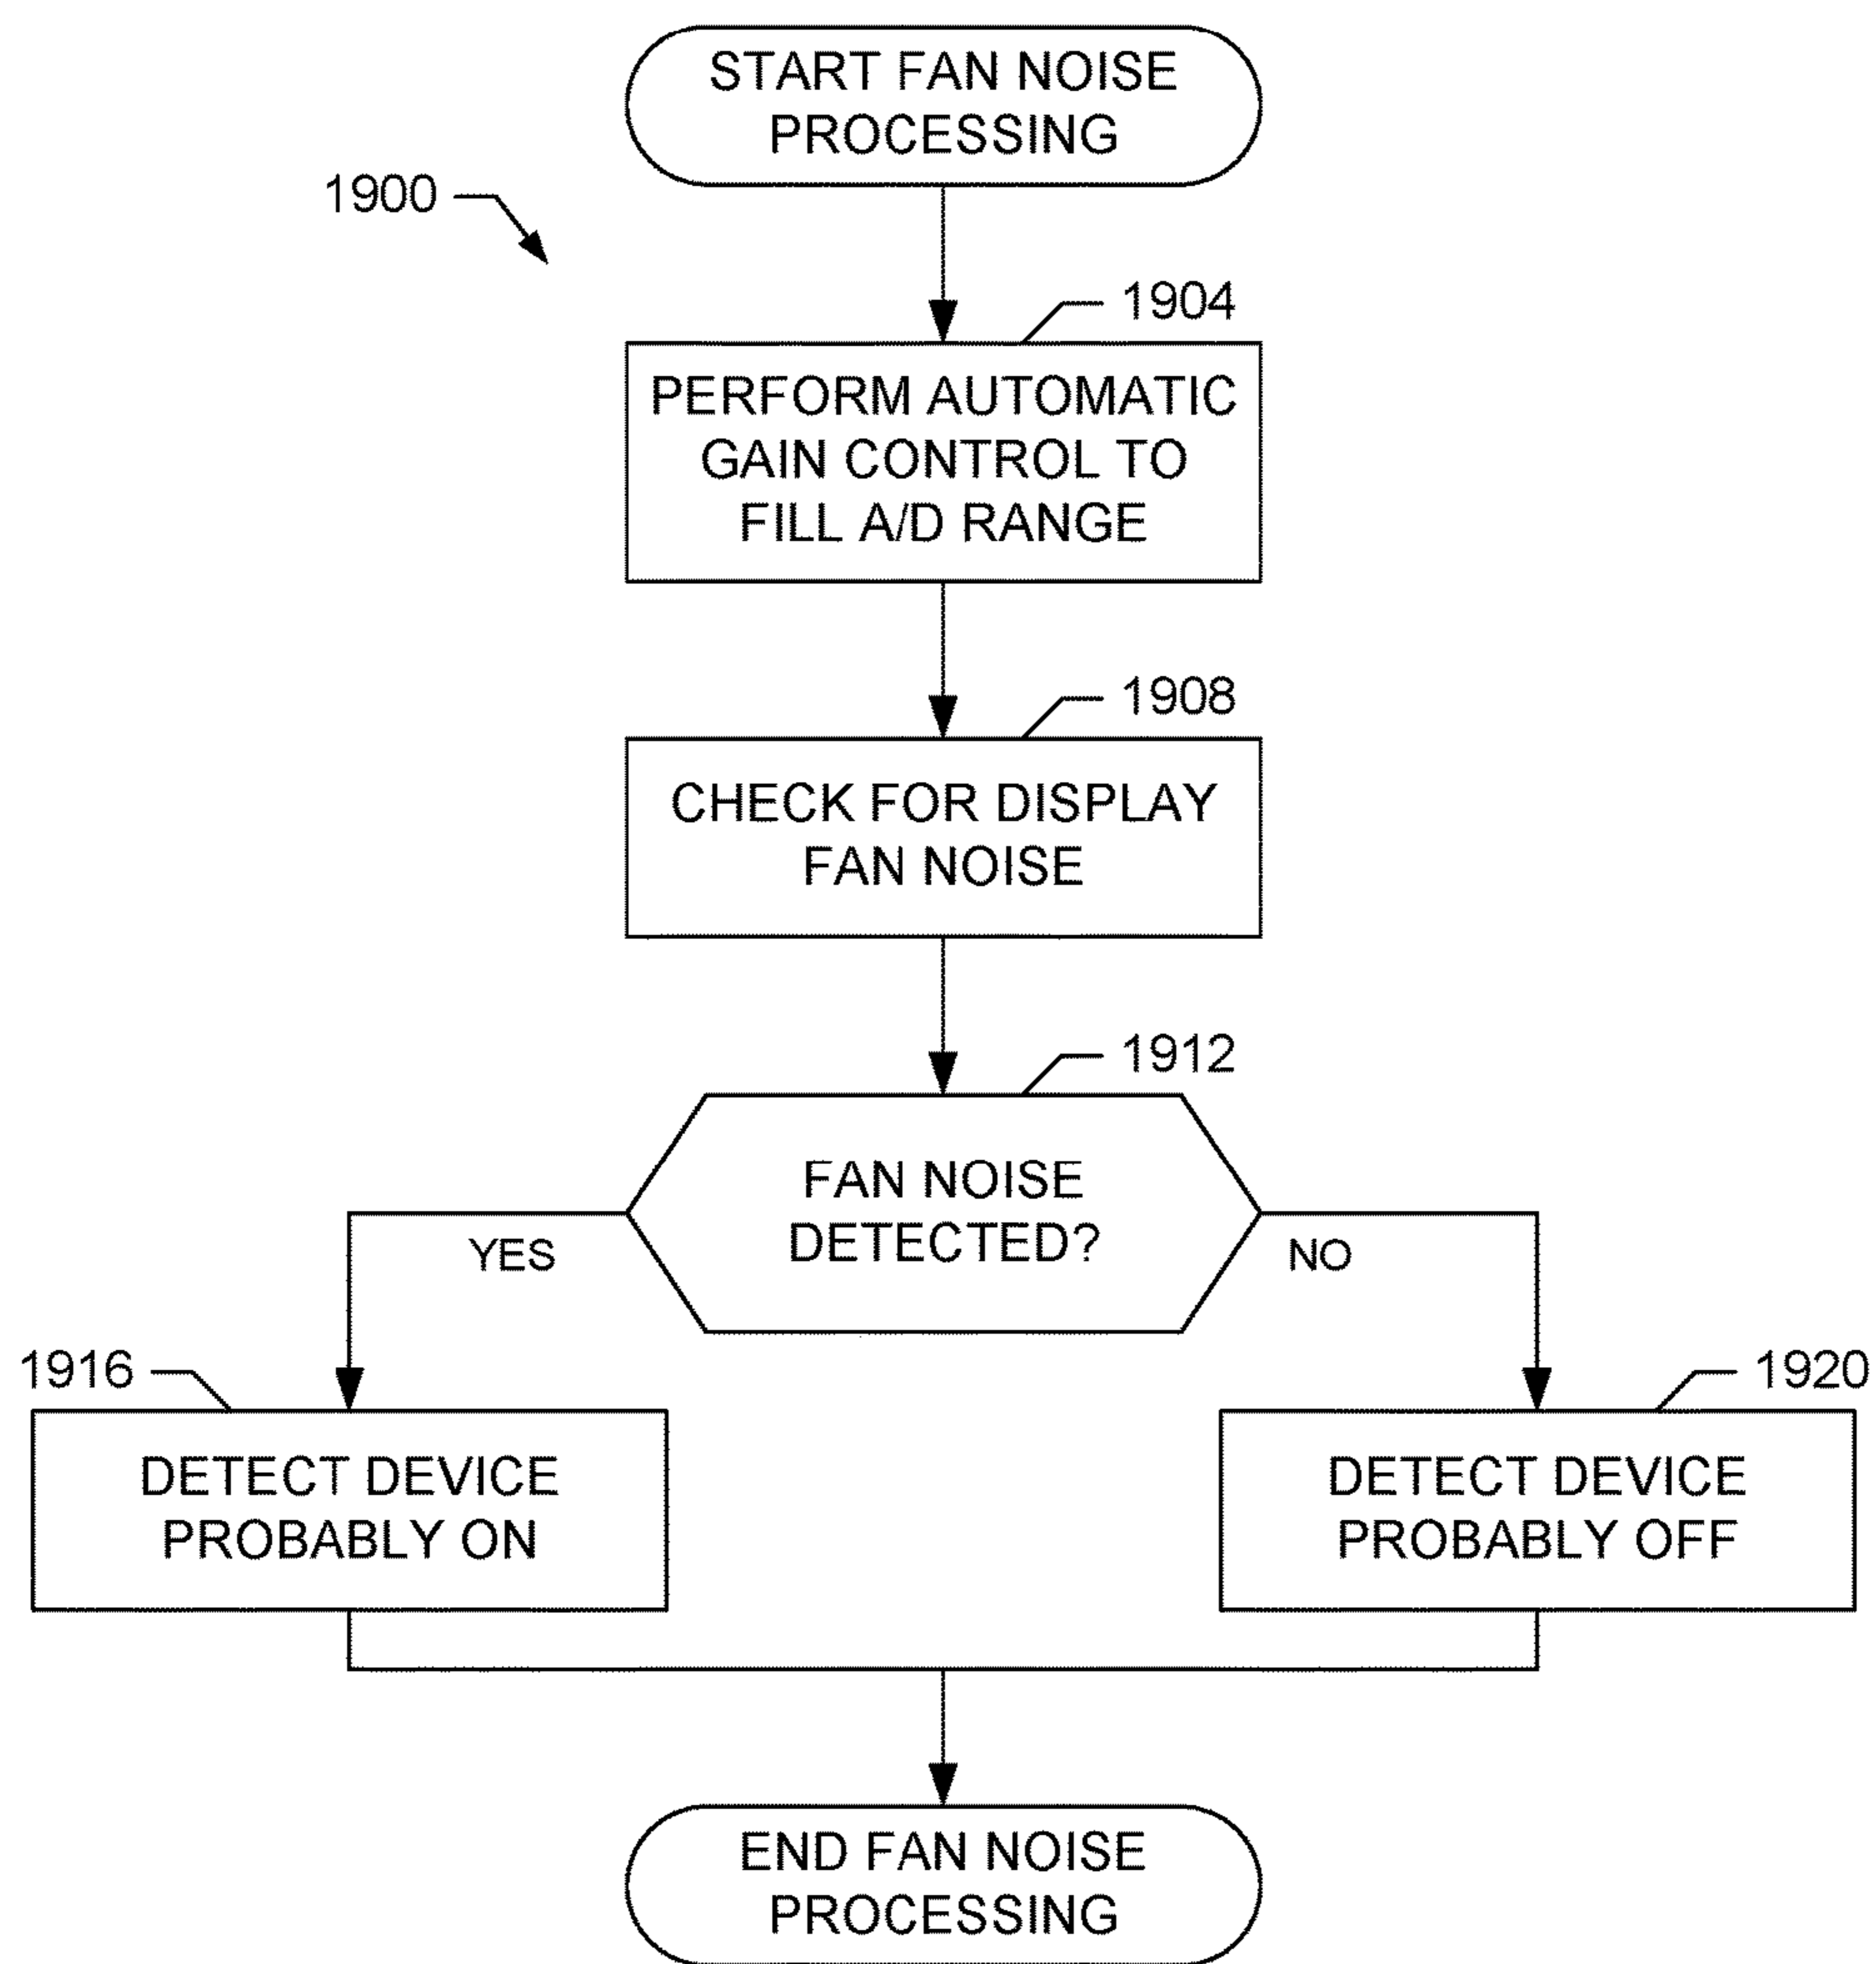 START FAN NOISE
PROCESSING
1900
1904
PERFORM AUTOMATIC
GAIN CONTROL TO
FILL A/D RANGE
1908
CHECK FOR DISPLAY
FAN NOISE
1912
FAN NOISE
DETECTED?
YES
NO
1916
DETECT DEVICE
PROBABLY ON
1920
DETECT DEVICE
PROBABLY OFF
END FAN NOISE
PROCESSING